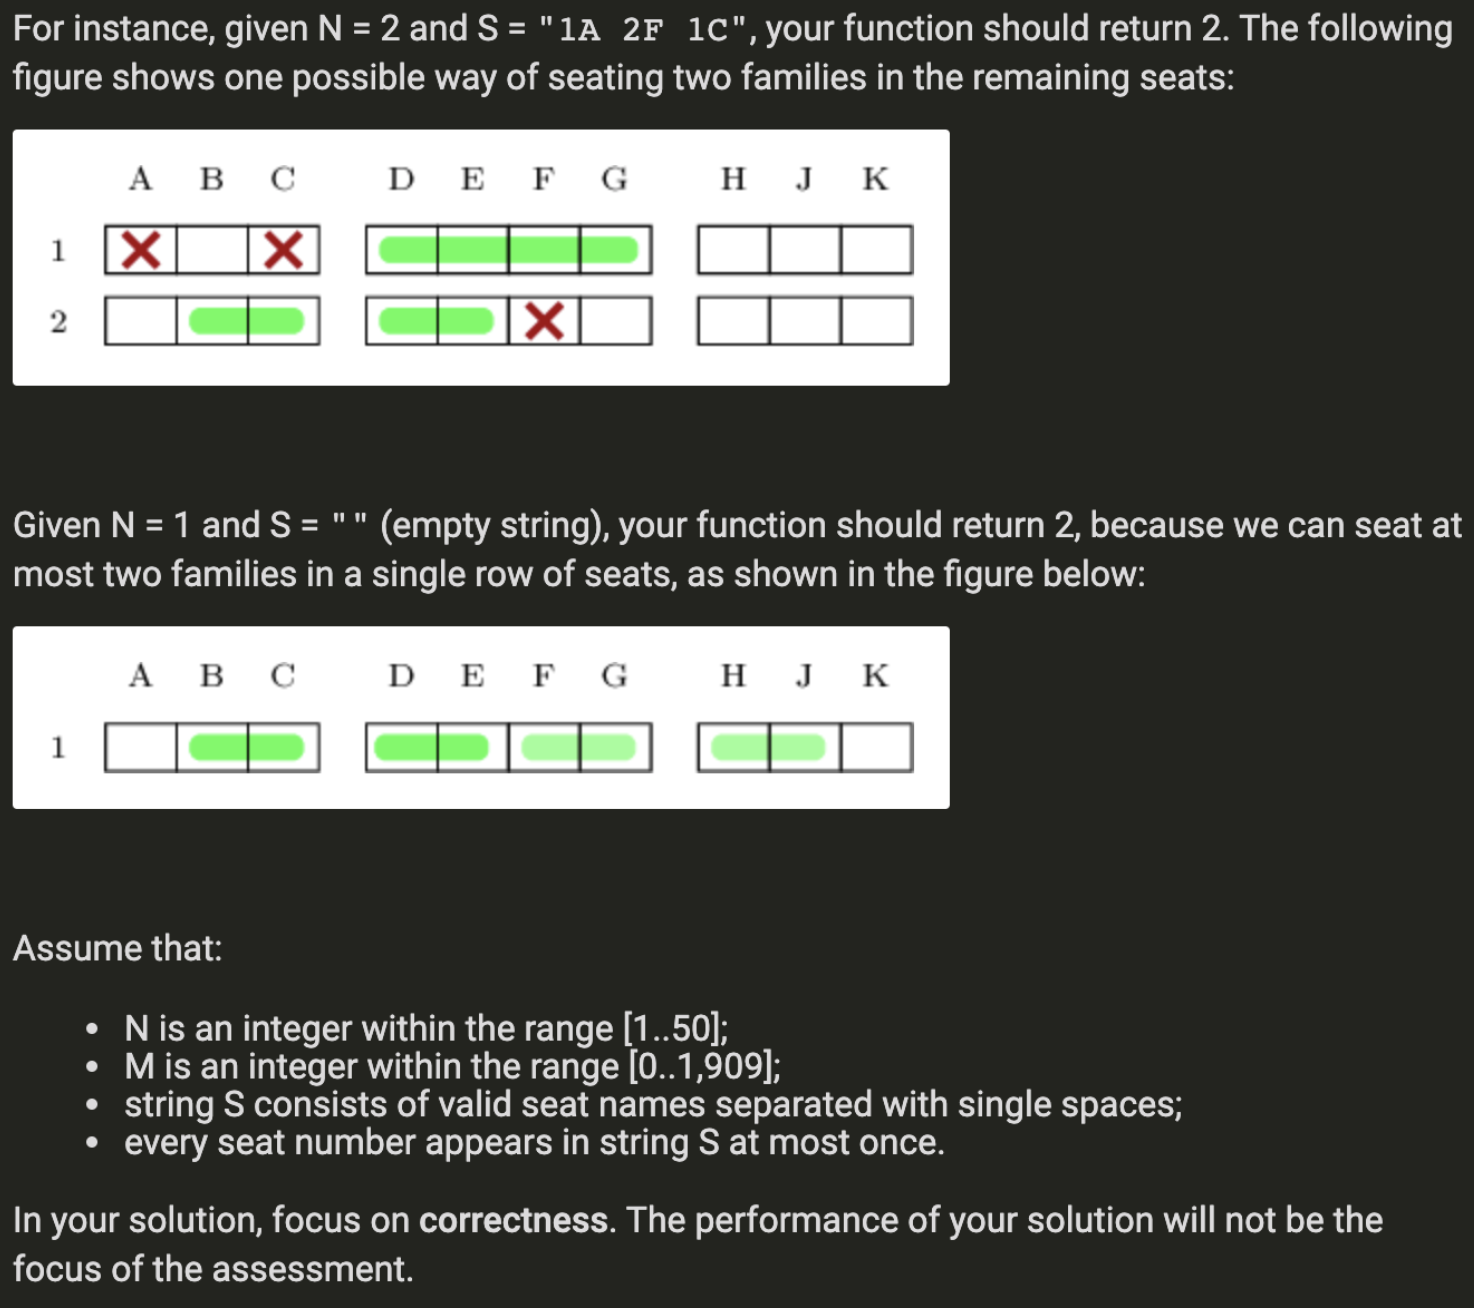 For instance, given N = 2 and S = "1A 2F 1C", your function should return 2. The following
figure shows one possible way of seating two families in the remaining seats:
A B C D E F G H J K
1
2
Given N = 1 and S = "" (empty string), your function should return 2, because we can seat at
most two families in a single row of seats, as shown in the figure below:
A B C D E F G H J K
1
Assume that:
• N is an integer within the range [1..50];
• M is an integer within the range [0..1,909];
• string S consists of valid seat names separated with single spaces;
• every seat number appears in string S at most once.
In your solution, focus on correctness. The performance of your solution will not be the
focus of the assessment.